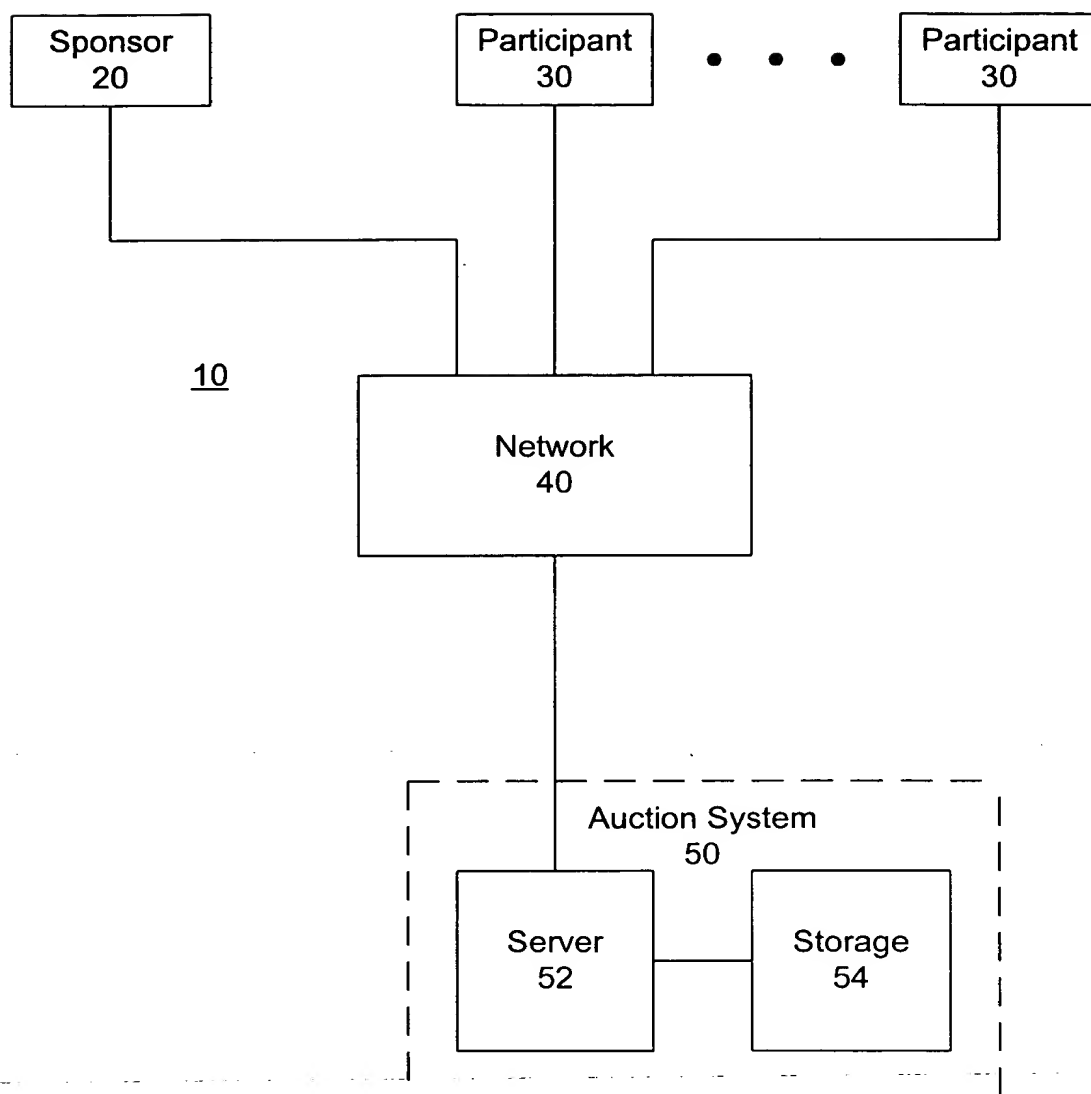 Sponsor
20
Participant
30
Participant
30
10
Network
40
Auction System
50
Server
52
Storage
54